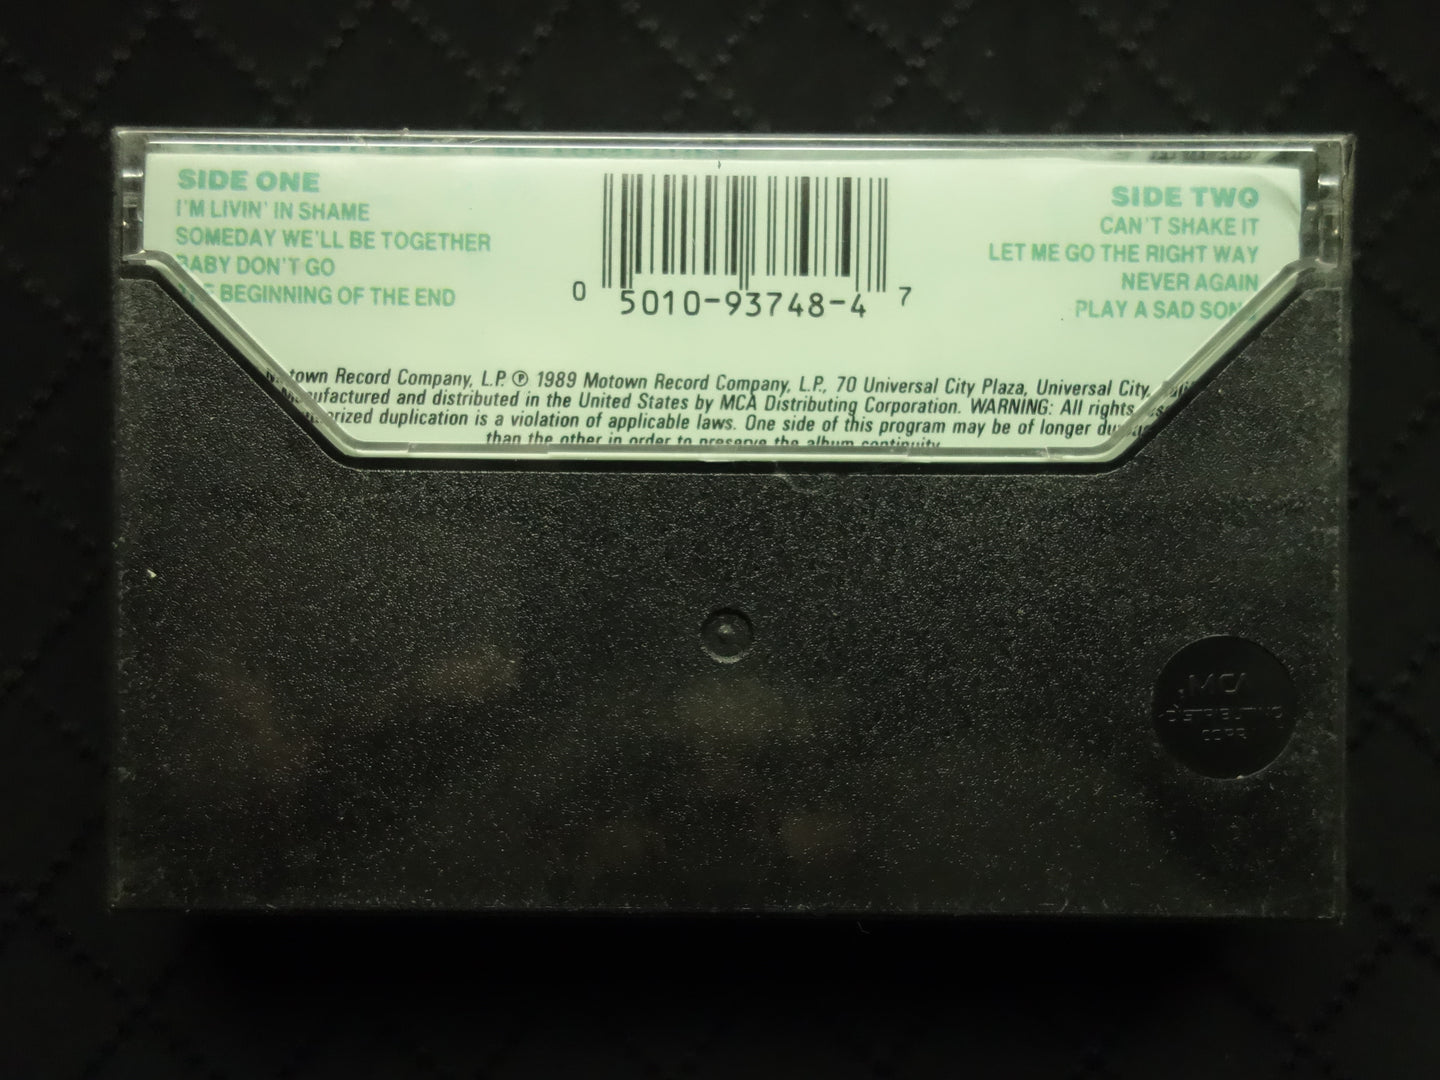 SIDE ONE
I'M LIVIN' IN SHAME
SOMEDAY WE'LL BE TOGETHER
BABY DON'T GO
BEGINNING OF THE END
0 5010-93748-4 7
SIDE TWO
CAN'T SHAKE IT
LET ME GO THE RIGHT WAY
NEVER AGAIN
PLAY A SAD SONG
Motown Record Company, L.P. ℗ 1989 Motown Record Company, L.P., 70 Universal City Plaza, Universal City,
Manufactured and distributed in the United States by MCA Distributing Corporation. WARNING: All rights
duplication is a violation of applicable laws. One side of this program may be of longer
than the other in order to preserve the album continuity.
MCA
DISTRIBUTING
CORP